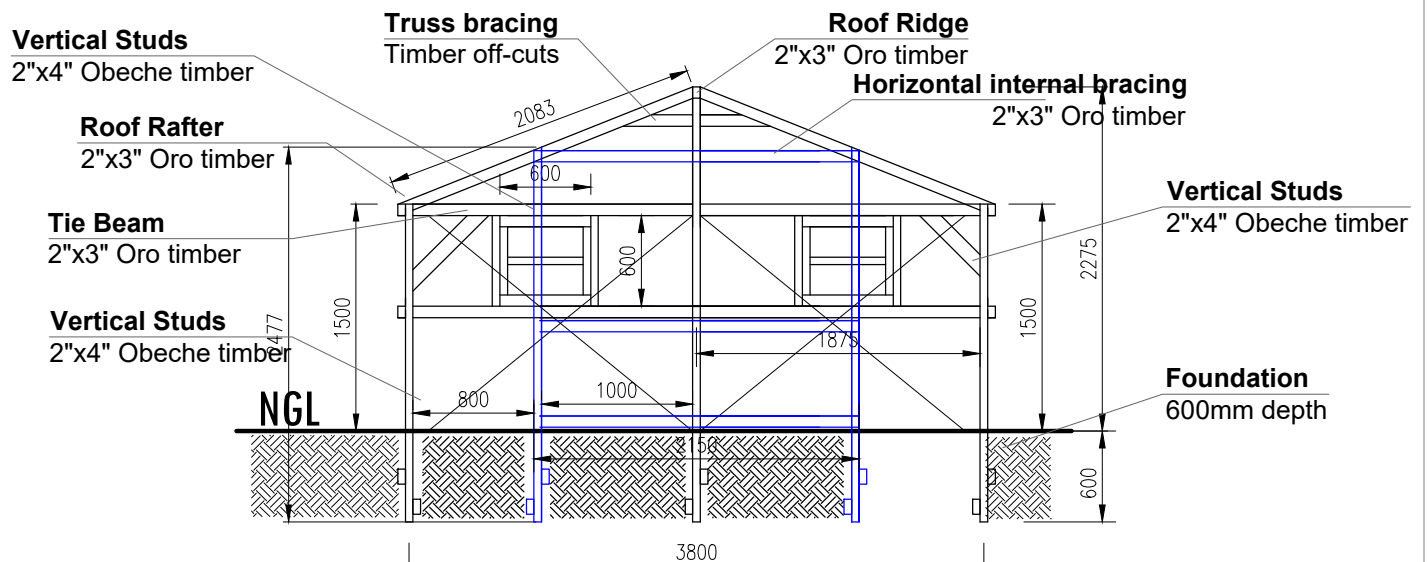 Truss bracing
Timber off-cuts
Roof Ridge
2"x3" Oro timber
Vertical Studs
2"x4" Obeche timber
Horizontal internal bracing
2"x3" Oro timber
2083
Roof Rafter
2"x3" Oro timber
600
Vertical Studs
2"x4" Obeche timber
Tie Beam
2"x3" Oro timber
600
2275
Vertical Studs
2"x4" Obeche timber
2477
1500
1500
1875
Foundation
600mm depth
800
1000
NGL
2150
600
3800